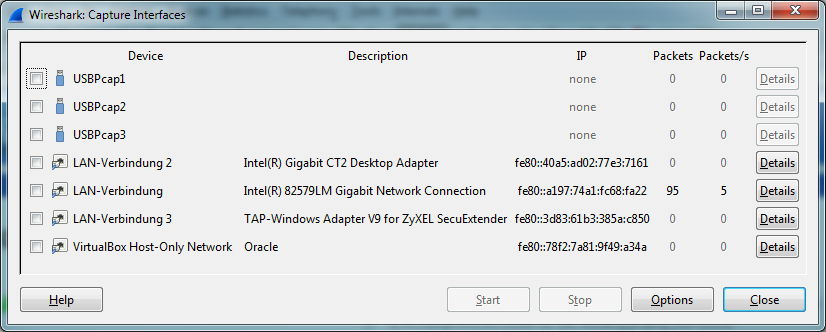 Wireshark: Capture Interfaces
Device Description IP Packets Packets/s
USBPcap1 none 0 0 Details
USBPcap2 none 0 0 Details
USBPcap3 none 0 0 Details
LAN-Verbindung 2 Intel(R) Gigabit CT2 Desktop Adapter fe80::40a5:ad02:77e3:7161 0 0 Details
LAN-Verbindung Intel(R) 82579LM Gigabit Network Connection fe80::a197:74a1:fc68:fa22 95 5 Details
LAN-Verbindung 3 TAP-Windows Adapter V9 for ZyXEL SecuExtender fe80::3d83:61b3:385a:c850 0 0 Details
VirtualBox Host-Only Network Oracle fe80::78f2:7a81:9f49:a34a 0 0 Details
Help Start Stop Options Close